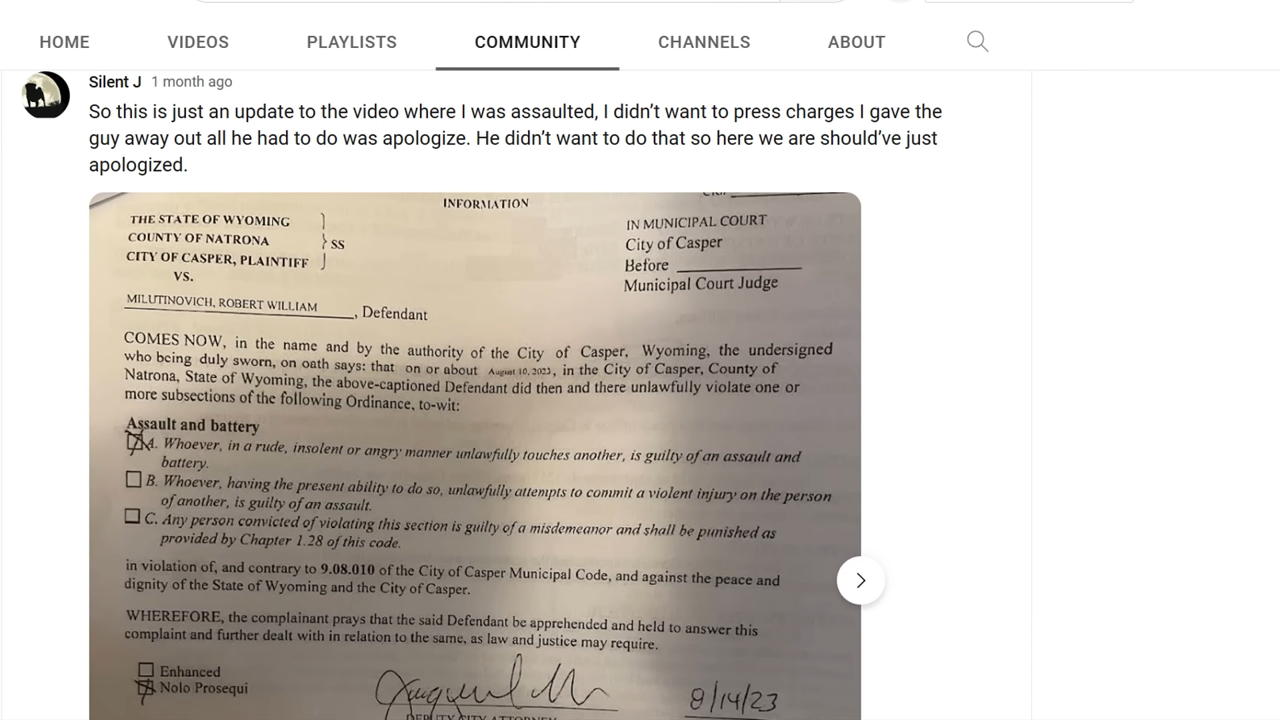 HOME VIDEOS PLAYLISTS COMMUNITY CHANNELS ABOUT
Silent J 1 month ago
So this is just an update to the video where I was assaulted, I didn’t want to press charges I gave the
guy away out all he had to do was apologize. He didn’t want to do that so here we are should’ve just
apologized.
INFORMATION
THE STATE OF WYOMING
COUNTY OF NATRONA
} SS
CITY OF CASPER, PLAINTIFF
VS.
MILUTINOVICH, ROBERT WILLIAM, Defendant
IN MUNICIPAL COURT
City of Casper
Before
Municipal Court Judge
COMES NOW, in the name and by the authority of the City of Casper, Wyoming, the undersigned
who being duly sworn, on oath says: that on or about August 10, 2023, in the City of Casper, County of
Natrona, State of Wyoming, the above-captioned Defendant did then and there unlawfully violate one or
more subsections of the following Ordinance, to-wit:
Assault and battery
A. Whoever, in a rude, insolent or angry manner unlawfully touches another, is guilty of an assault and
battery.
B. Whoever, having the present ability to do so, unlawfully attempts to commit a violent injury on the person
of another, is guilty of an assault.
C. Any person convicted of violating this section is guilty of a misdemeanor and shall be punished as
provided by Chapter 1.28 of this code.
in violation of, and contrary to 9.08.010 of the City of Casper Municipal Code, and against the peace and
dignity of the State of Wyoming and the City of Casper.
WHEREFORE, the complainant prays that the said Defendant be apprehended and held to answer this
complaint and further dealt with in relation to the same, as law and justice may require.
Enhanced
Nolo Prosequi
8/14/23
DEPUTY CITY ATTORNEY